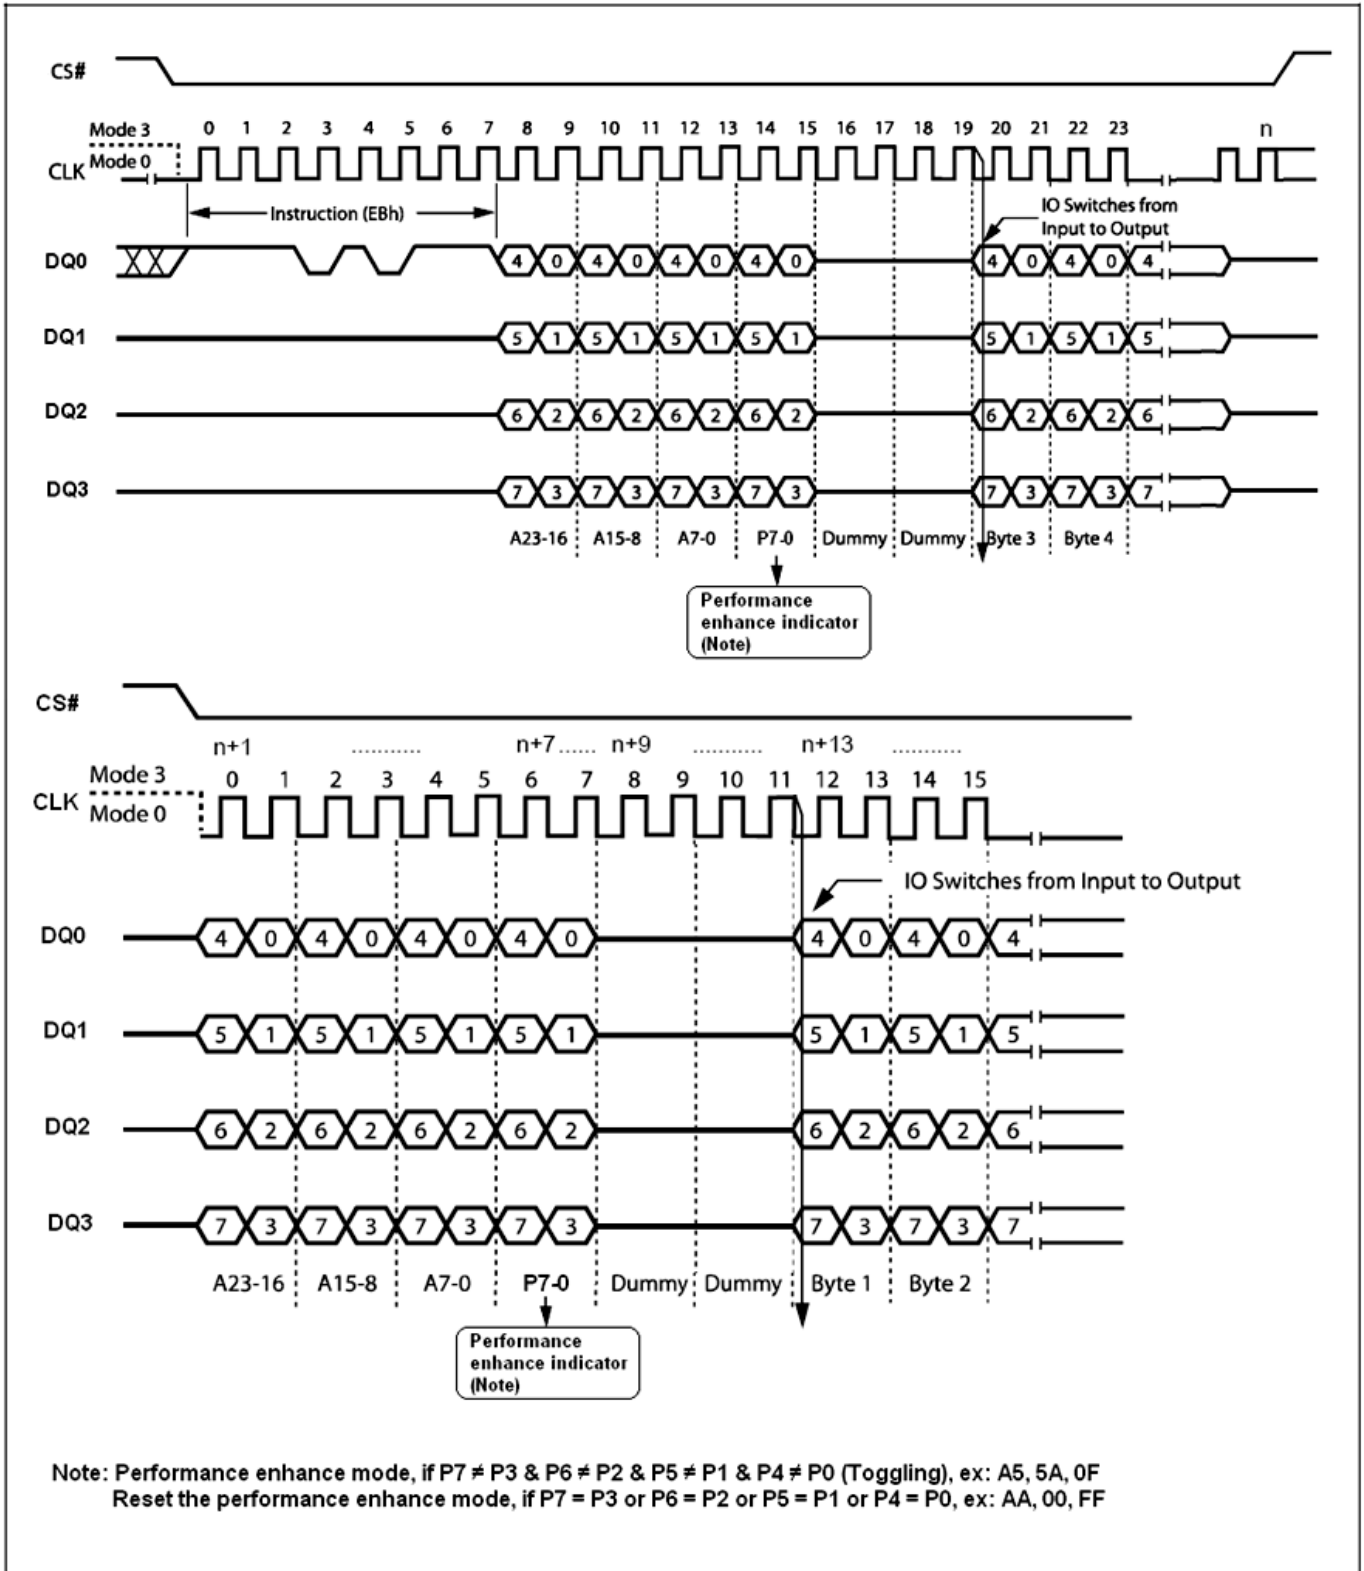 CS#
Mode 3
0 1 2 3 4 5 6 7 8 9 10 11 12 13 14 15 16 17 18 19 20 21 22 23 n
CLK Mode 0
Instruction (EBh)
IO Switches from
Input to Output
DQ0 4 0 4 0 4 0 4 0 4 0 4 0 4
DQ1 5 1 5 1 5 1 5 1 5 1 5 1 5
DQ2 6 2 6 2 6 2 6 2 6 2 6 2 6
DQ3 7 3 7 3 7 3 7 3 7 3 7 3 7
A23-16 A15-8 A7-0 P7-0 Dummy Dummy Byte 3 Byte 4
Performance
enhance indicator
(Note)
CS#
n+1 ........... n+7...... n+9 ........... n+13 ...........
Mode 3
0 1 2 3 4 5 6 7 8 9 10 11 12 13 14 15
CLK Mode 0
IO Switches from Input to Output
DQ0 4 0 4 0 4 0 4 0 4 0 4 0 4
DQ1 5 1 5 1 5 1 5 1 5 1 5 1 5
DQ2 6 2 6 2 6 2 6 2 6 2 6 2 6
DQ3 7 3 7 3 7 3 7 3 7 3 7 3 7
A23-16 A15-8 A7-0 P7-0 Dummy Dummy Byte 1 Byte 2
Performance
enhance indicator
(Note)
Note: Performance enhance mode, if P7 ≠ P3 & P6 ≠ P2 & P5 ≠ P1 & P4 ≠ P0 (Toggling), ex: A5, 5A, 0F
Reset the performance enhance mode, if P7 = P3 or P6 = P2 or P5 = P1 or P4 = P0, ex: AA, 00, FF